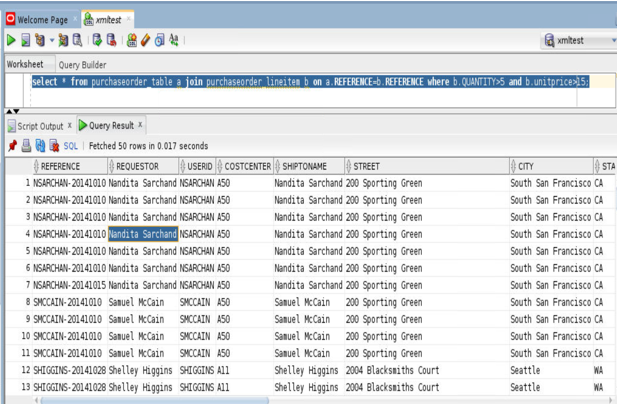 Welcome Page xmltest
xmltest
Worksheet Query Builder
select * from purchaseorder_table a join purchaseorder_lineitem b on a.REFERENCE=b.REFERENCE where b.QUANTITY>5 and b.unitprice>15;
Script Output x Query Result x
SQL | Fetched 50 rows in 0.017 seconds
REFERENCE REQUESTOR USERID COSTCENTER SHIPTONAME STREET CITY STA
1 NSARCHAN-20141010 Nandita Sarchand NSARCHAN A50 Nandita Sarchand 200 Sporting Green South San Francisco CA
2 NSARCHAN-20141010 Nandita Sarchand NSARCHAN A50 Nandita Sarchand 200 Sporting Green South San Francisco CA
3 NSARCHAN-20141010 Nandita Sarchand NSARCHAN A50 Nandita Sarchand 200 Sporting Green South San Francisco CA
4 NSARCHAN-20141010 Nandita Sarchand NSARCHAN A50 Nandita Sarchand 200 Sporting Green South San Francisco CA
5 NSARCHAN-20141010 Nandita Sarchand NSARCHAN A50 Nandita Sarchand 200 Sporting Green South San Francisco CA
6 NSARCHAN-20141010 Nandita Sarchand NSARCHAN A50 Nandita Sarchand 200 Sporting Green South San Francisco CA
7 NSARCHAN-20141015 Nandita Sarchand NSARCHAN A50 Nandita Sarchand 200 Sporting Green South San Francisco CA
8 SMCCAIN-20141010 Samuel McCain SMCCAIN A50 Samuel McCain 200 Sporting Green South San Francisco CA
9 SMCCAIN-20141010 Samuel McCain SMCCAIN A50 Samuel McCain 200 Sporting Green South San Francisco CA
10 SMCCAIN-20141010 Samuel McCain SMCCAIN A50 Samuel McCain 200 Sporting Green South San Francisco CA
11 SMCCAIN-20141010 Samuel McCain SMCCAIN A50 Samuel McCain 200 Sporting Green South San Francisco CA
12 SHIGGINS-20141028 Shelley Higgins SHIGGINS A11 Shelley Higgins 2004 Blacksmiths Court Seattle WA
13 SHIGGINS-20141028 Shelley Higgins SHIGGINS A11 Shelley Higgins 2004 Blacksmiths Court Seattle WA